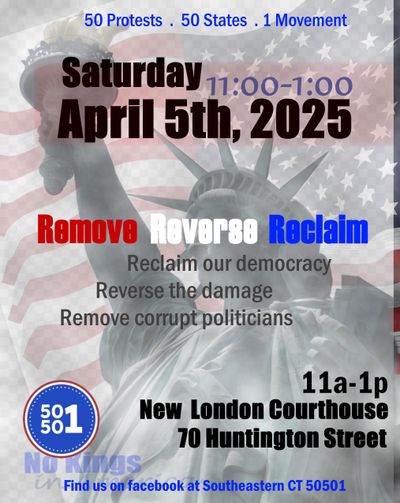 50 Protests . 50 States . 1 Movement
Saturday 11:00-1:00
April 5th, 2025
Remove Reverse Reclaim
Reclaim our democracy
Reverse the damage
Remove corrupt politicians
11a-1p
New London Courthouse
70 Huntington Street
50
50 1
No Kings
in
Find us on facebook at Southeastern CT 50501